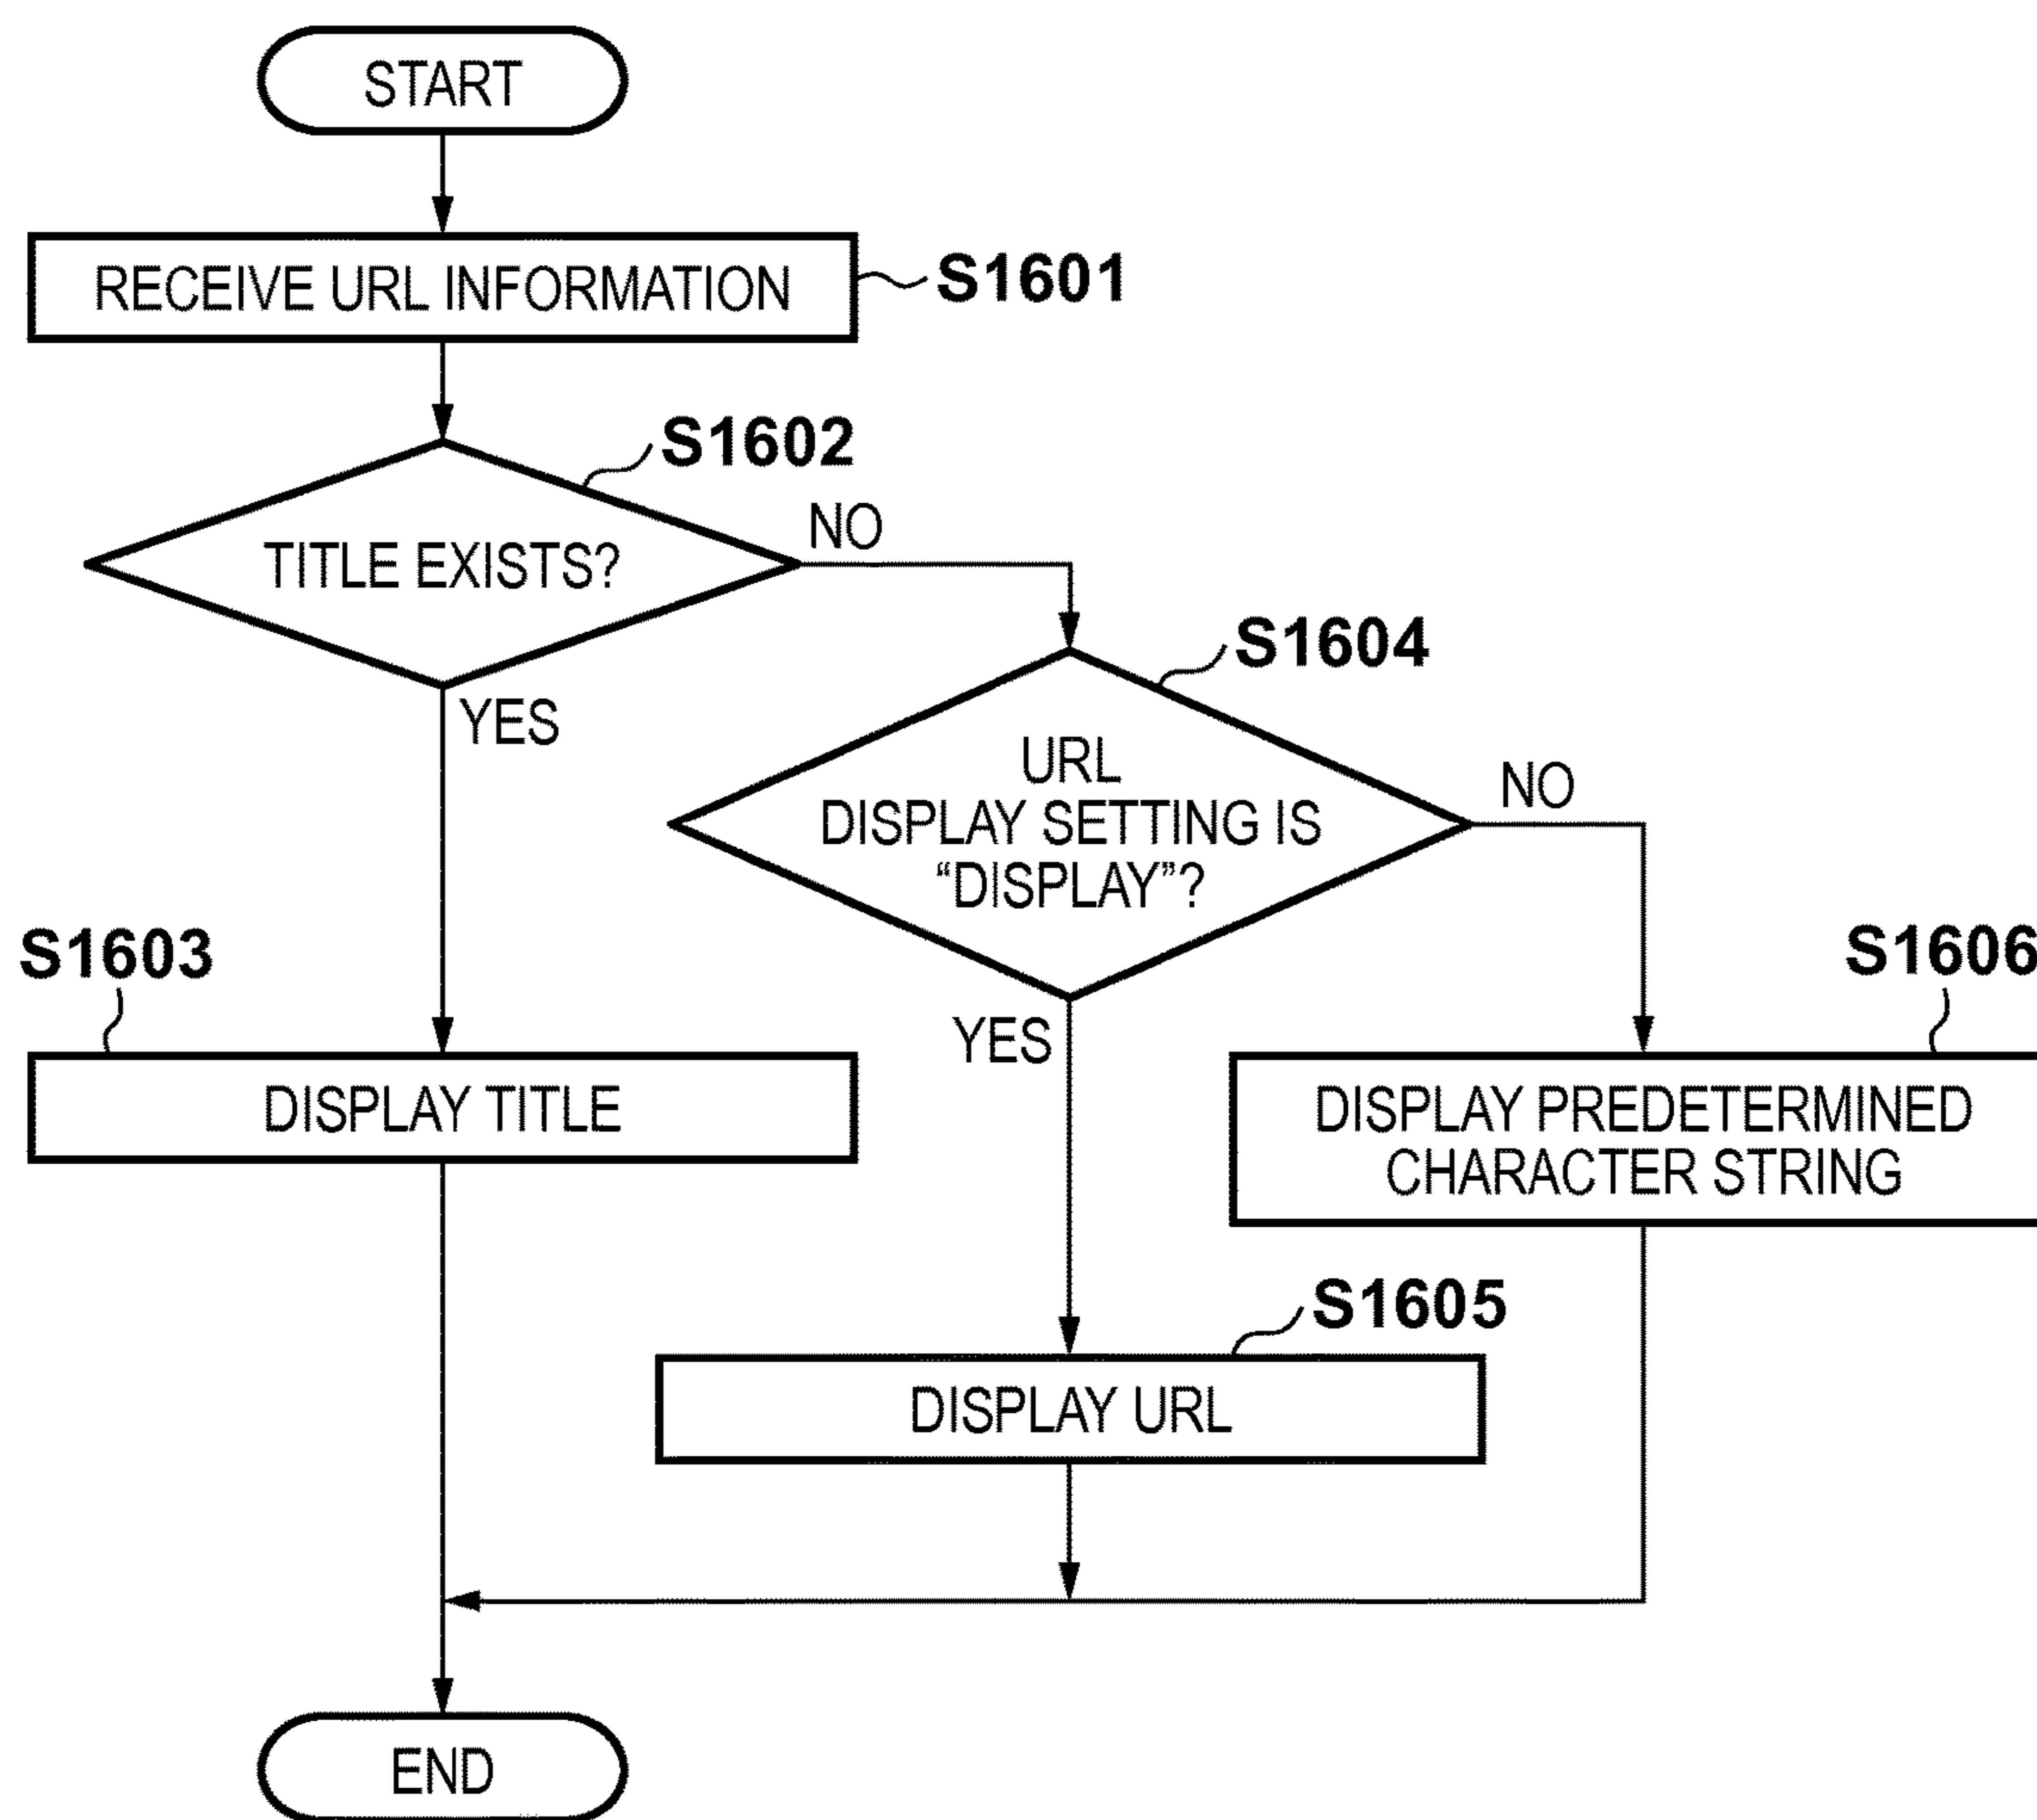 START
RECEIVE URL INFORMATION
S1601
S1602
TITLE EXISTS?
NO
YES
S1604
URL
DISPLAY SETTING IS
“DISPLAY”?
NO
YES
S1603
DISPLAY TITLE
S1606
DISPLAY PREDETERMINED
CHARACTER STRING
S1605
DISPLAY URL
END